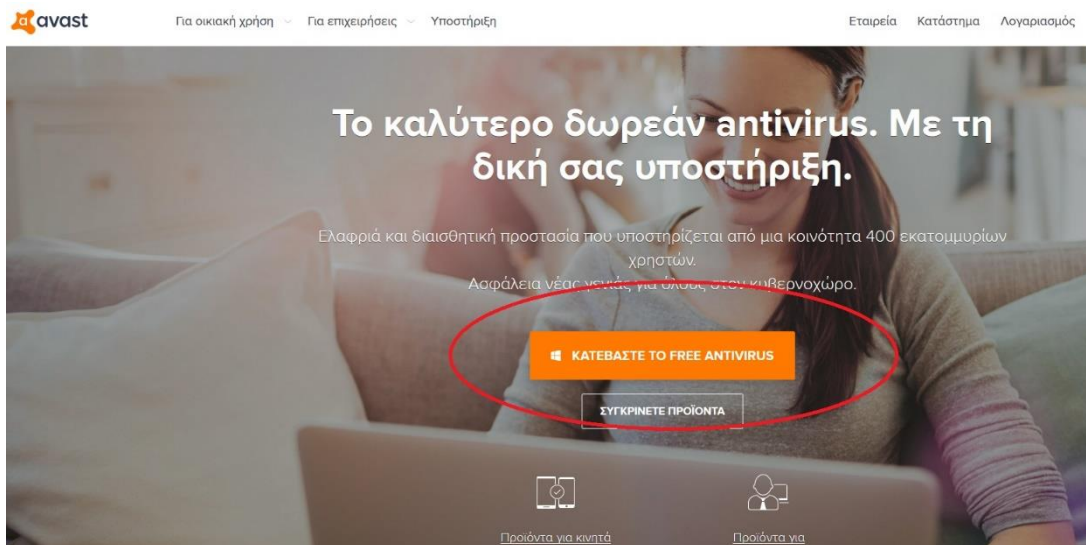 avast
Για οικιακή χρήση
Για επιχειρήσεις
Υποστήριξη
Εταιρεία
Κατάστημα
Λογαριασμός
Το καλύτερο δωρεάν antivirus. Με τη
δική σας υποστήριξη.
Ελαφριά και διαισθητική προστασία που υποστηρίζεται από μια κοινότητα 400 εκατομμυρίων
χρηστών.
Ασφάλεια νέας γενιάς για όλους στον κυβερνοχώρο.
ΚΑΤΕΒΑΣΤΕ ΤΟ FREE ANTIVIRUS
ΣΥΓΚΡΙΝΕΤΕ ΠΡΟΪΟΝΤΑ
Προϊόντα για κινητά
Προϊόντα για